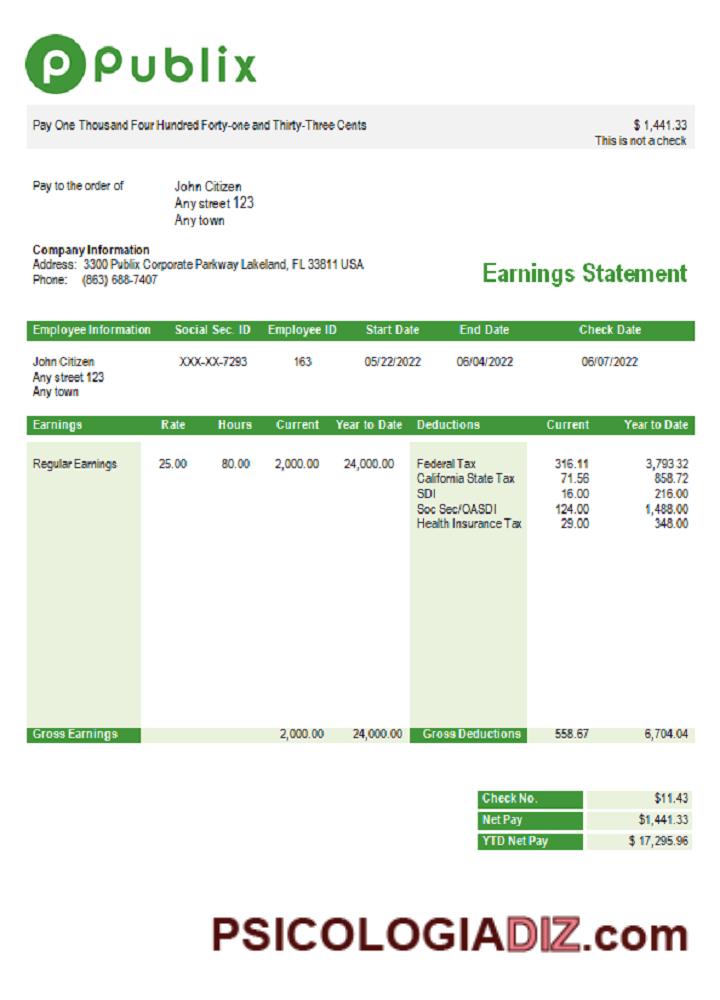 Publix
Pay One Thousand Four Hundred Forty-one and Thirty-Three Cents $ 1,441.33
This is not a check
Pay to the order of John Citizen
Any street 123
Any town
Company Information
Address: 3300 Publix Corporate Parkway Lakeland, FL 33811 USA
Phone: (863) 688-7407
Earnings Statement
Employee Information Social Sec. ID Employee ID Start Date End Date Check Date
John Citizen XXX-XX-7293 163 05/22/2022 06/04/2022 06/07/2022
Any street 123
Any town
Earnings Rate Hours Current Year to Date Deductions Current Year to Date
Regular Earnings 25.00 80.00 2,000.00 24,000.00 Federal Tax 316.11 3,793.32
California State Tax 71.56 858.72
SDI 16.00 216.00
Soc Sec/OASDI 124.00 1,488.00
Health Insurance Tax 29.00 348.00
Gross Earnings 2,000.00 24,000.00 Gross Deductions 558.67 6,704.04
Check No. $11.43
Net Pay $1,441.33
YTD Net Pay $ 17,295.96
PSICOLOGIADIZ.com